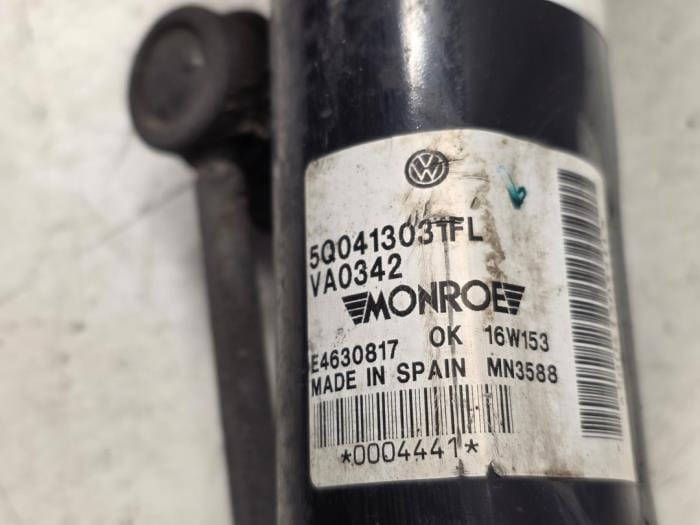 5Q0413031FL
VA0342
MONROE
E4630817 OK 16W153
MADE IN SPAIN MN3588
*0004441*